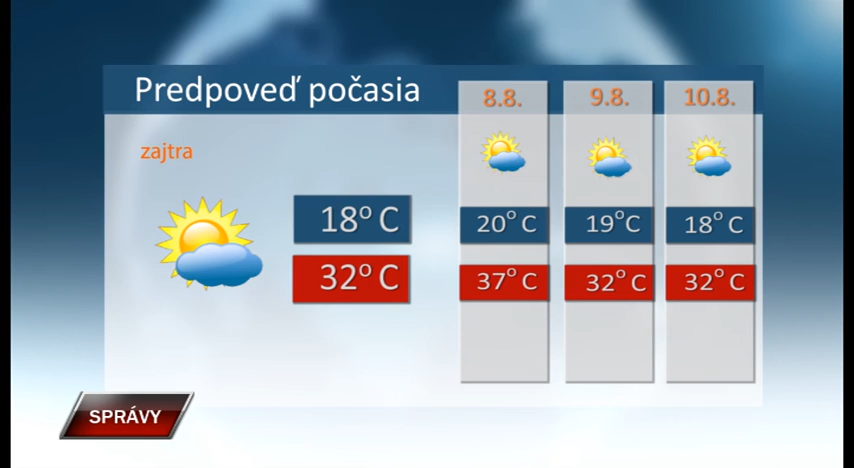 Predpoveď počasia
zajtra
18° C
32° C
8.8. 9.8. 10.8.
20° C 19°C 18° C
37° C 32° C 32° C
SPRÁVY